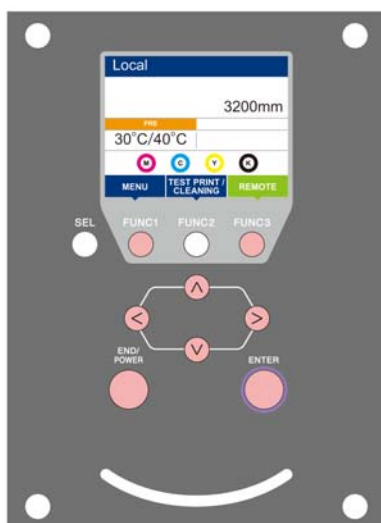 Local
3200mm
PRE
30°C/40°C
M C Y K
MENU TEST PRINT / CLEANING REMOTE
SEL FUNC1 FUNC2 FUNC3
END/
POWER
ENTER